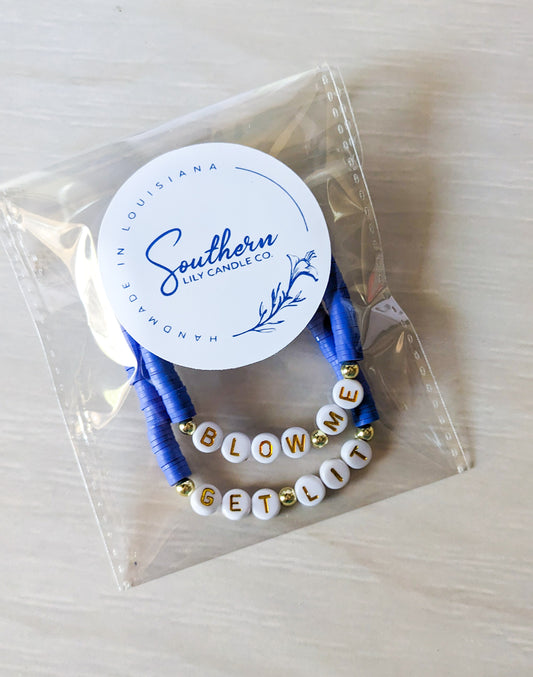 HANDMADE IN LOUISIANA
Southern
LILY CANDLE CO.
BLOW ME
GET LIT